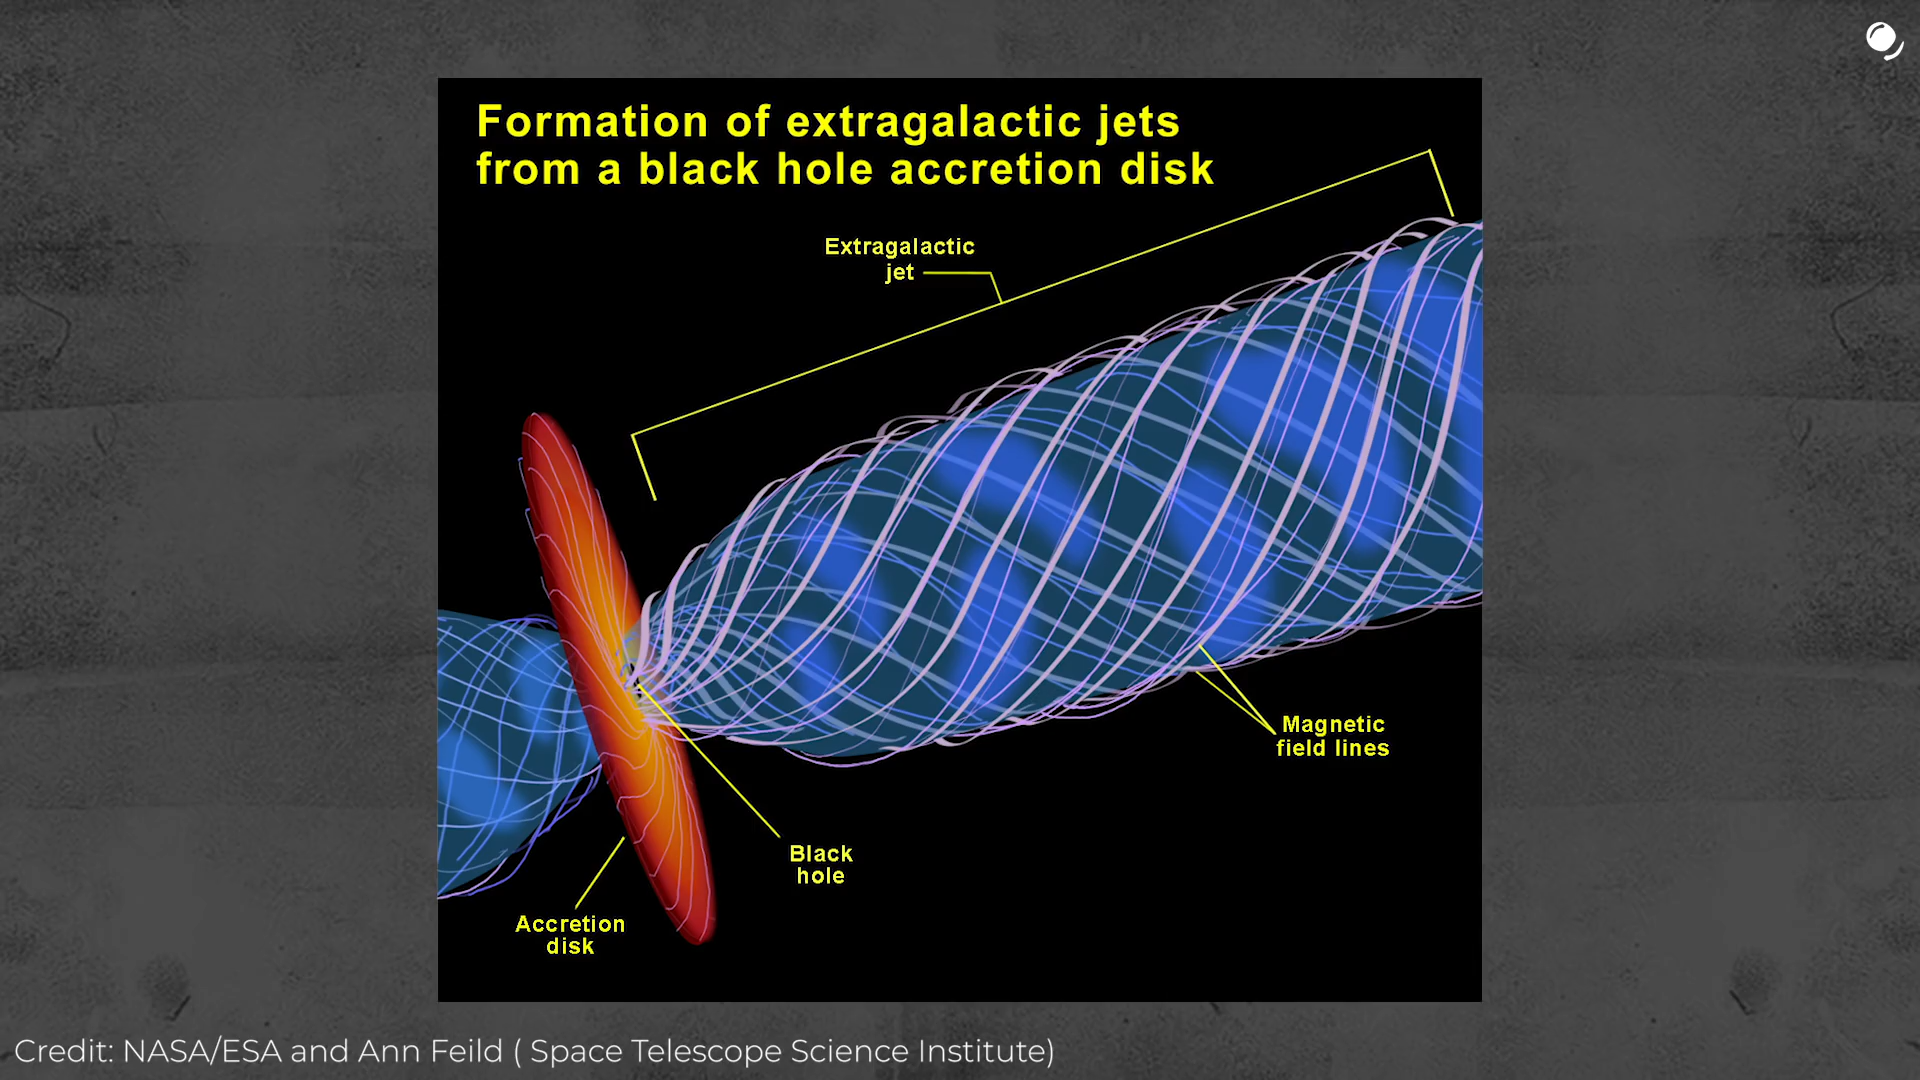 Formation of extragalactic jets
from a black hole accretion disk
Extragalactic
jet
Magnetic
field lines
Black
hole
Accretion
disk
Credit: NASA/ESA and Ann Feild ( Space Telescope Science Institute)